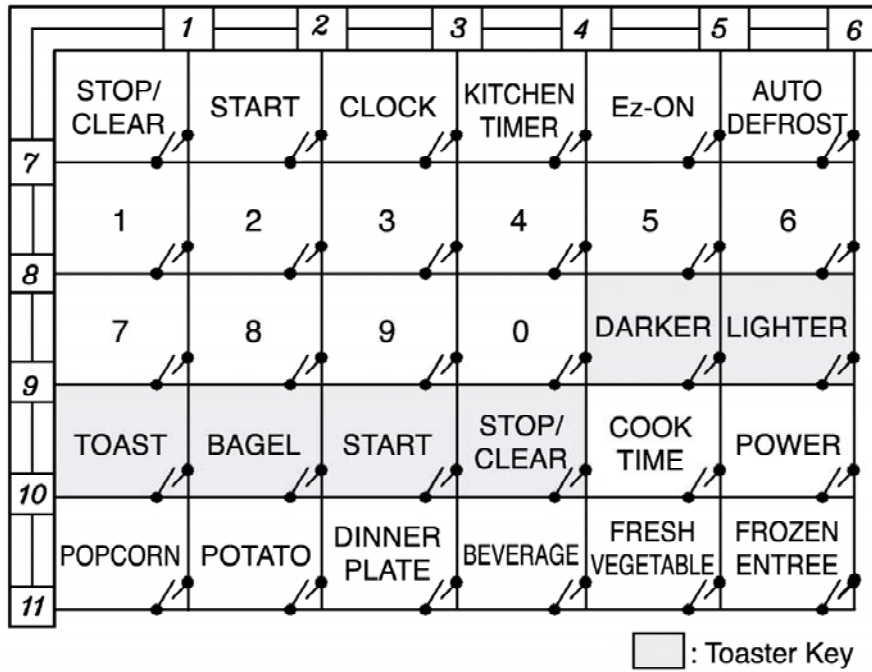 1 2 3 4 5 6
STOP/
CLEAR
START
CLOCK
KITCHEN
TIMER
Ez-ON
AUTO
DEFROST
7
1 2 3 4 5 6
8
7 8 9 0 DARKER LIGHTER
9
TOAST
BAGEL
START
STOP/
CLEAR
COOK
TIME
POWER
10
POPCORN
POTATO
DINNER
PLATE
BEVERAGE
FRESH
VEGETABLE
FROZEN
ENTREE
11
: Toaster Key